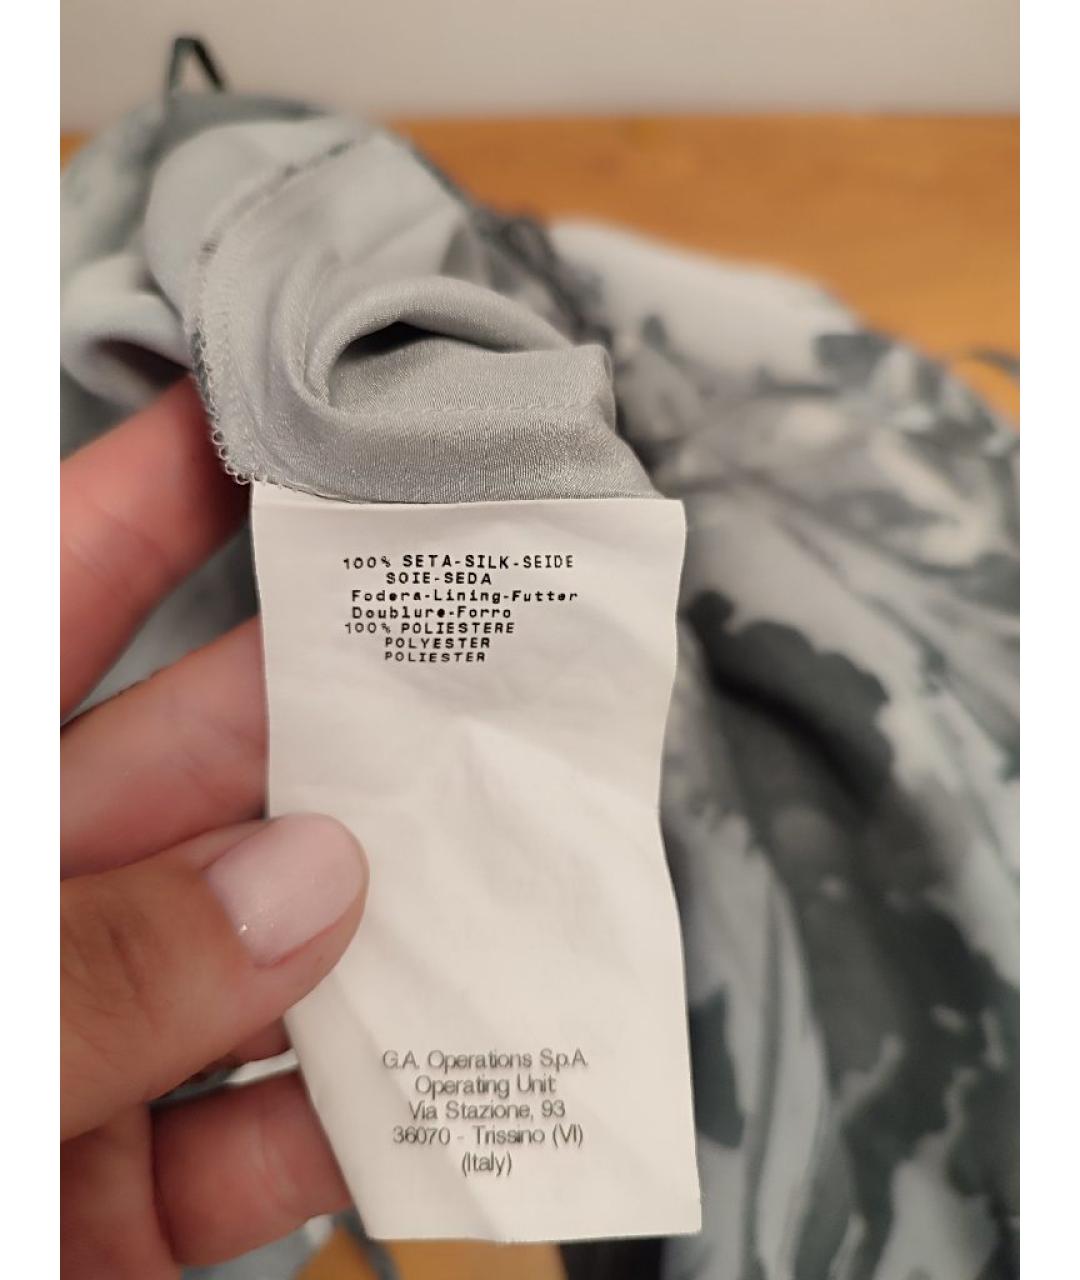 100% SETA-SILK-SEIDE
SOIE-SEDA
Fodera-Lining-Futter
Doublure-Forro
100% POLIESTERE
POLYESTER
POLIESTER
G.A. Operations S.p.A.
Operating Unit
Via Stazione, 93
36070 - Trissino (VI)
(Italy)